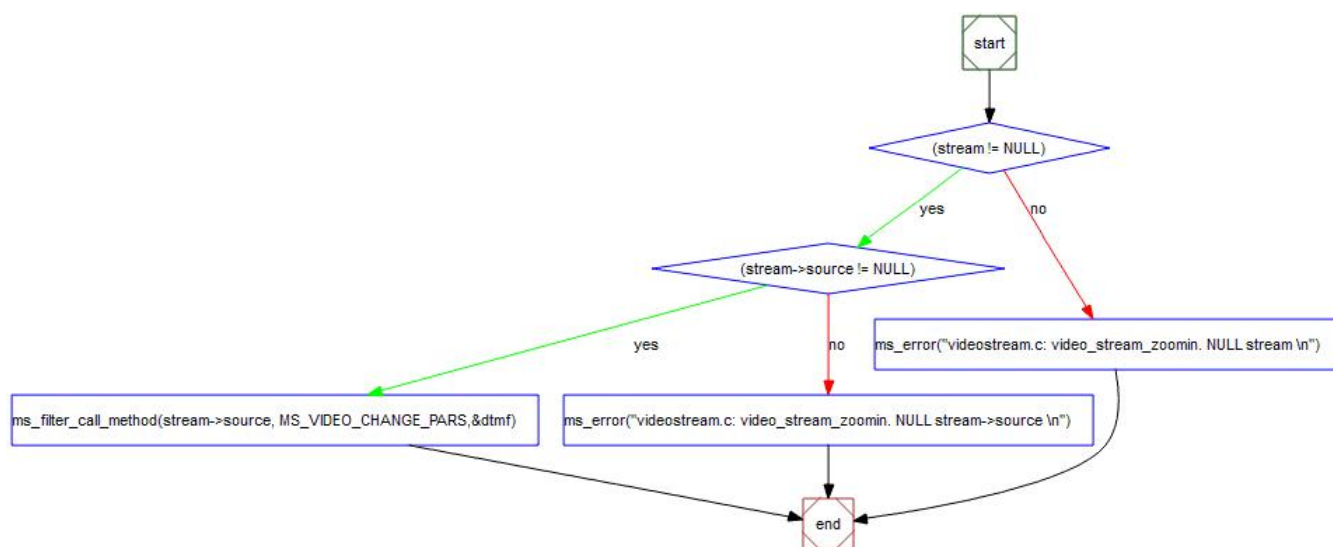 start
(stream != NULL)
yes
no
(stream->source != NULL)
yes
no
ms_error("videostream.c: video_stream_zoomin. NULL stream \n")
ms_filter_call_method(stream->source, MS_VIDEO_CHANGE_PARS,&dtmf)
ms_error("videostream.c: video_stream_zoomin. NULL stream->source \n")
end